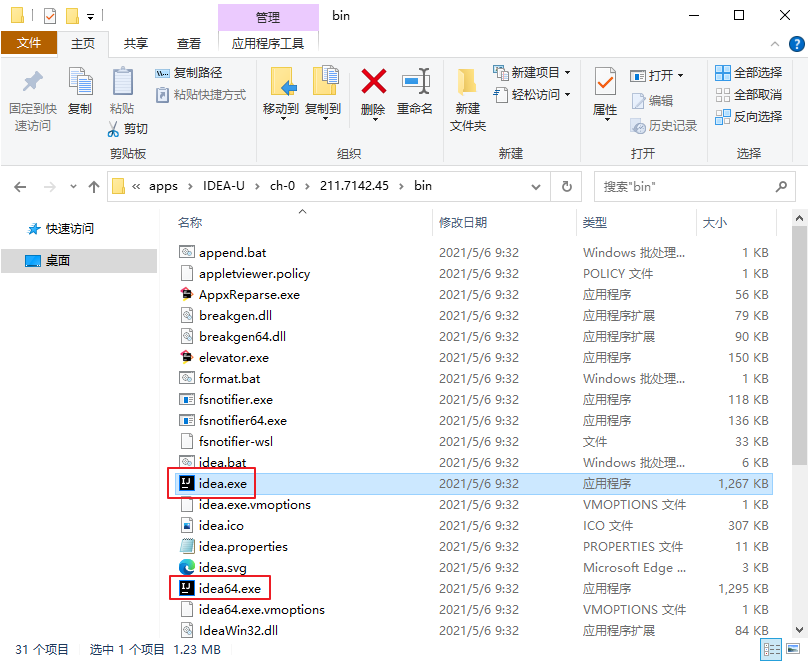 管理
bin
文件
主页
共享
查看
应用程序工具
固定到快速访问
复制
粘贴
复制路径
粘贴快捷方式
剪切
剪贴板
移动到
复制到
删除
重命名
组织
新建文件夹
新建项目
轻松访问
新建
属性
打开
编辑
历史记录
打开
全部选择
全部取消
反向选择
选择
« apps › IDEA-U › ch-0 › 211.7142.45 › bin
搜索"bin"
快速访问
桌面
名称 修改日期 类型 大小
append.bat 2021/5/6 9:32 Windows 批处理... 1 KB
appletviewer.policy 2021/5/6 9:32 POLICY 文件 1 KB
AppxReparse.exe 2021/5/6 9:32 应用程序 56 KB
breakgen.dll 2021/5/6 9:32 应用程序扩展 79 KB
breakgen64.dll 2021/5/6 9:32 应用程序扩展 90 KB
elevator.exe 2021/5/6 9:32 应用程序 150 KB
format.bat 2021/5/6 9:32 Windows 批处理... 1 KB
fsnotifier.exe 2021/5/6 9:32 应用程序 118 KB
fsnotifier64.exe 2021/5/6 9:32 应用程序 136 KB
fsnotifier-wsl 2021/5/6 9:32 文件 33 KB
idea.bat 2021/5/6 9:32 Windows 批处理... 6 KB
idea.exe 2021/5/6 9:32 应用程序 1,267 KB
idea.exe.vmoptions 2021/5/6 9:32 VMOPTIONS 文件 1 KB
idea.ico 2021/5/6 9:32 ICO 文件 307 KB
idea.properties 2021/5/6 9:32 PROPERTIES 文件 11 KB
idea.svg 2021/5/6 9:32 Microsoft Edge ... 3 KB
idea64.exe 2021/5/6 9:32 应用程序 1,295 KB
idea64.exe.vmoptions 2021/5/6 9:32 VMOPTIONS 文件 1 KB
IdeaWin32.dll 2021/5/6 9:32 应用程序扩展 84 KB
31 个项目 选中 1 个项目 1.23 MB